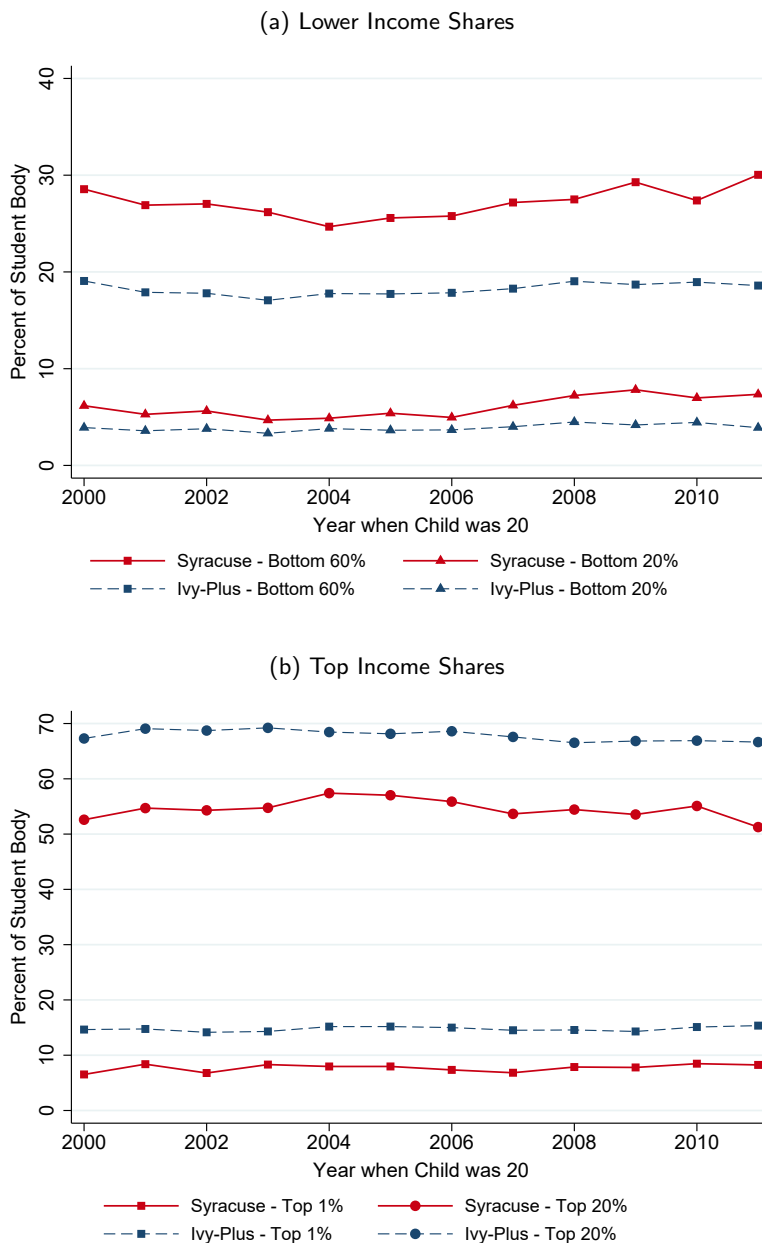 (a) Lower Income Shares
Percent of Student Body
40
30
20
10
0
2000 2002 2004 2006 2008 2010
Year when Child was 20
Syracuse - Bottom 60% Syracuse - Bottom 20%
Ivy-Plus - Bottom 60% Ivy-Plus - Bottom 20%
(b) Top Income Shares
Percent of Student Body
70
60
50
40
30
20
10
0
2000 2002 2004 2006 2008 2010
Year when Child was 20
Syracuse - Top 1% Syracuse - Top 20%
Ivy-Plus - Top 1% Ivy-Plus - Top 20%